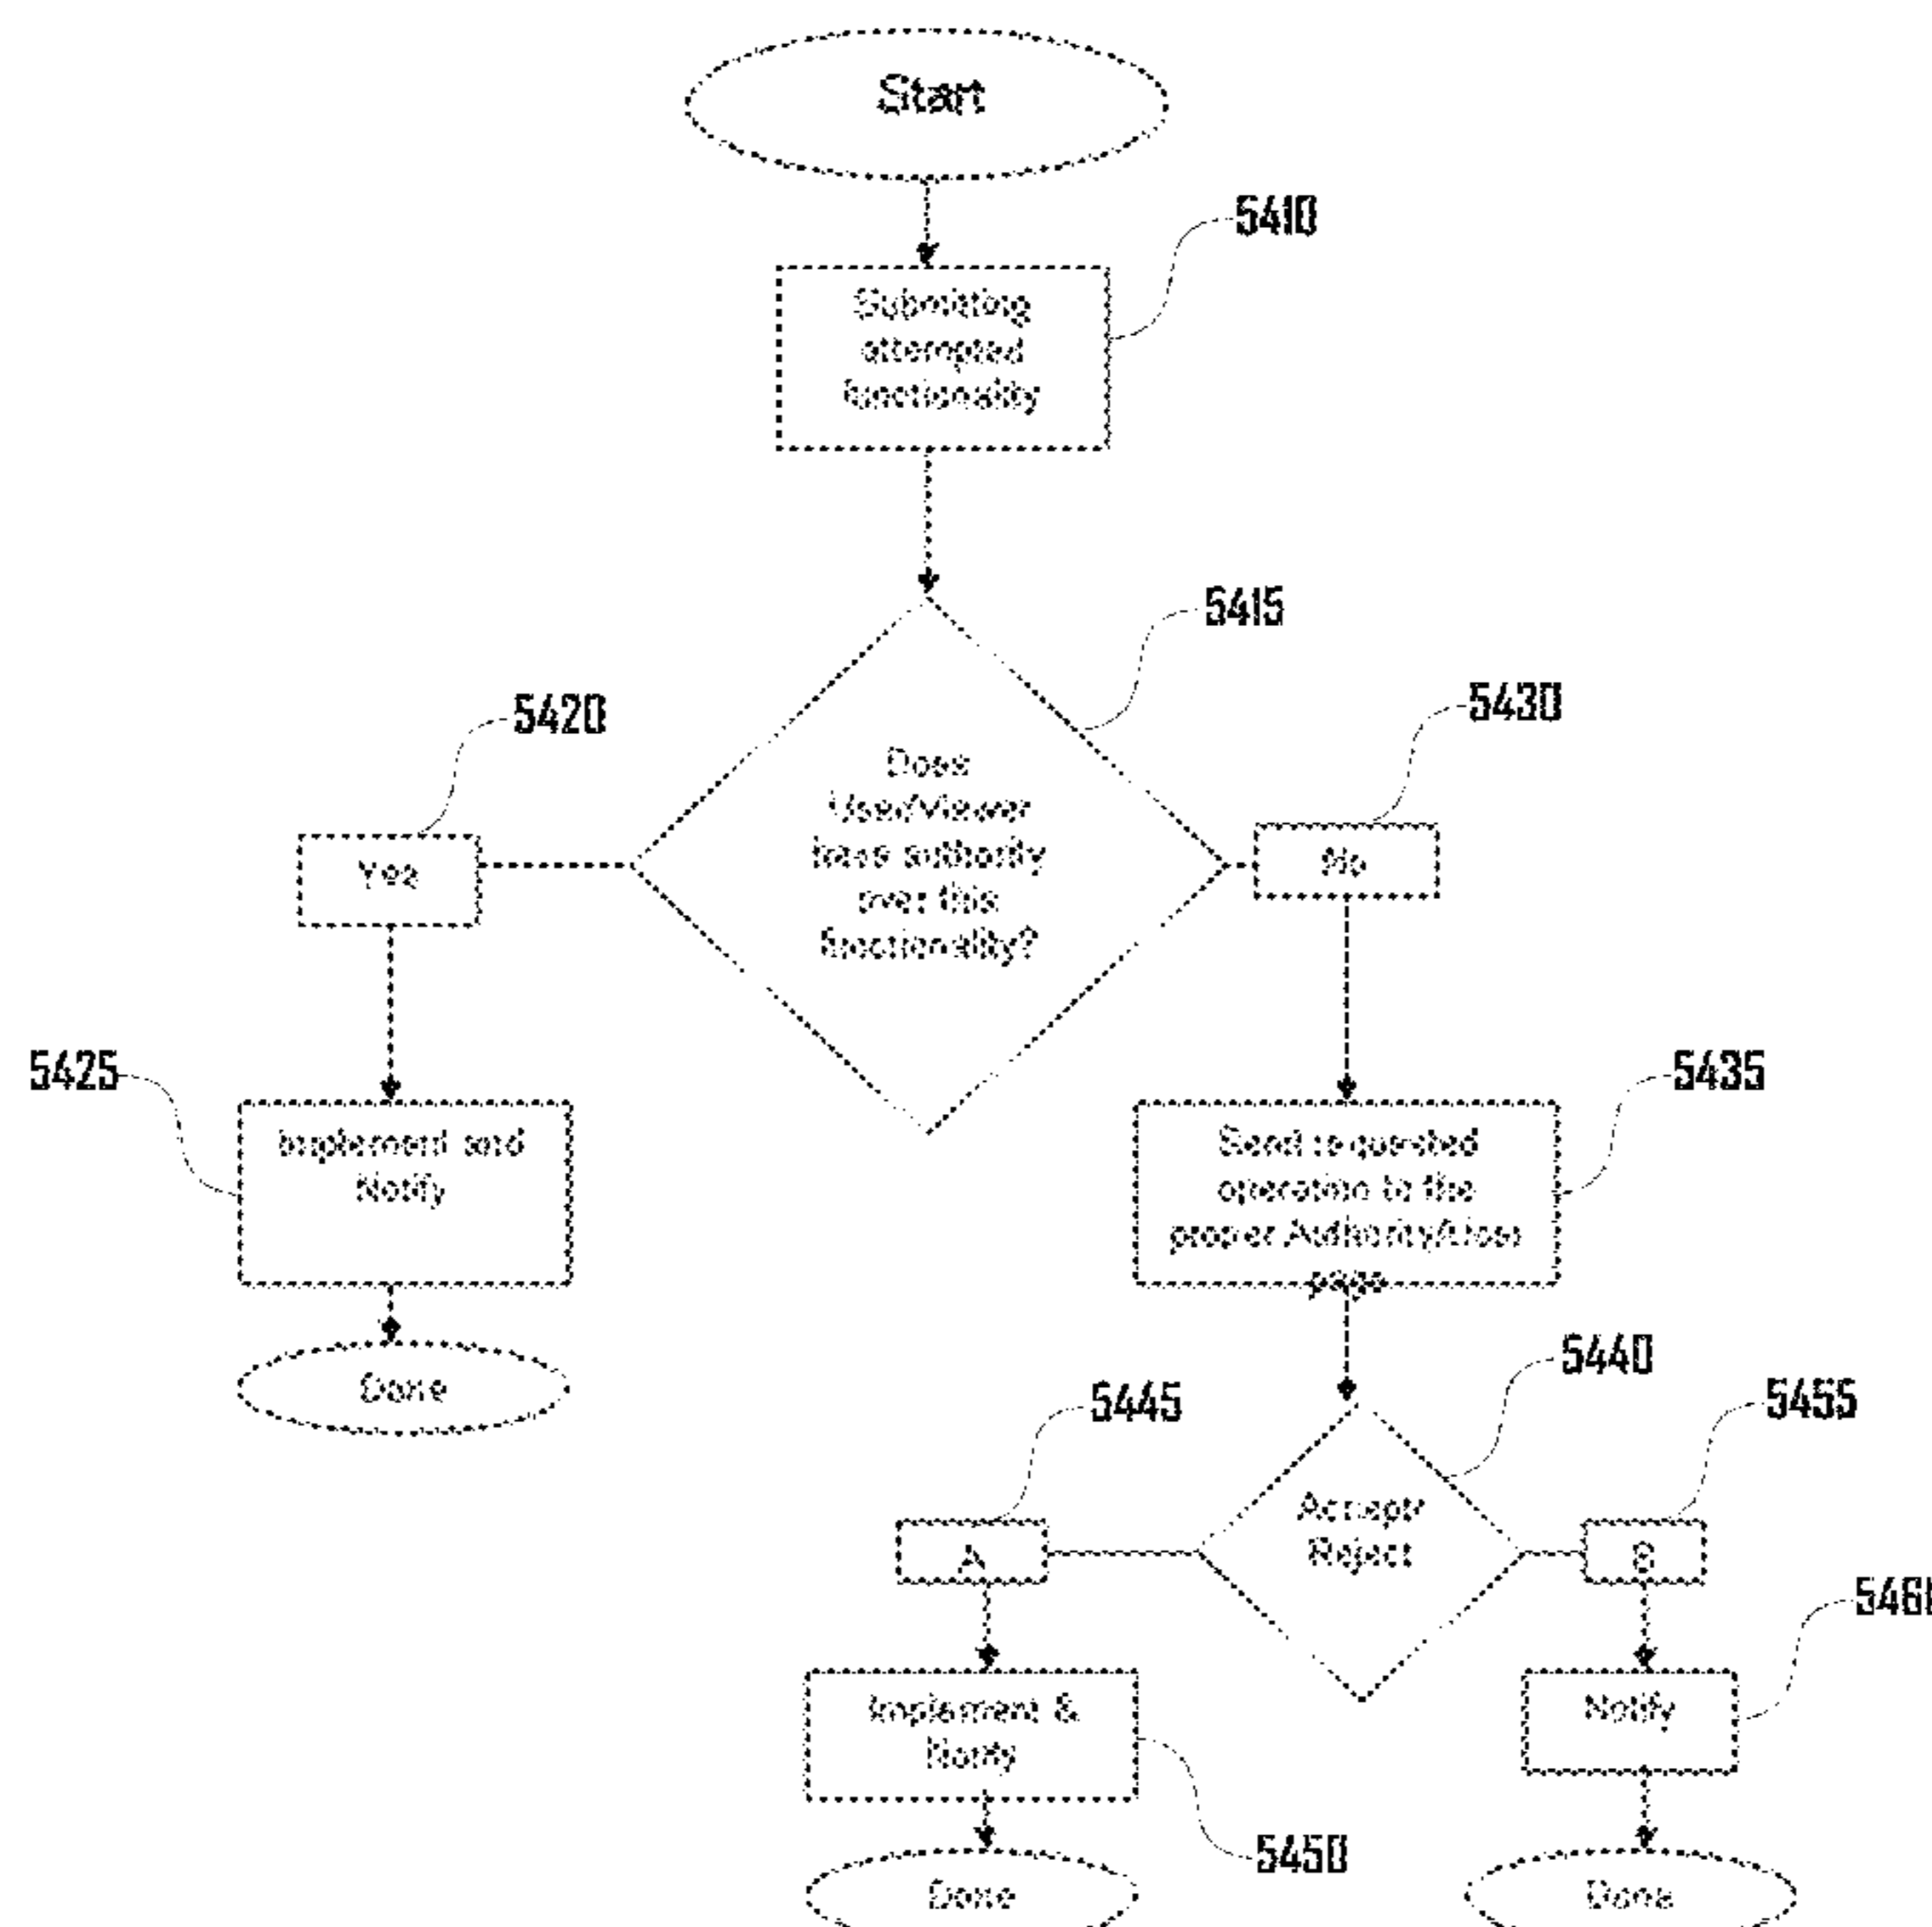 Start
5410
Submitting
attempted
functionality
5415
5420
5430
Does
User/Viewer
have authority
over this
functionality?
Yes
No
5425
5435
Implement and
Notify
Send requested
operation to the
proper Authority/User
page
5440
Done
5445
5455
Accept/
Reject
A
5460
Implement &
Notify
Notify
5450
Done
Done